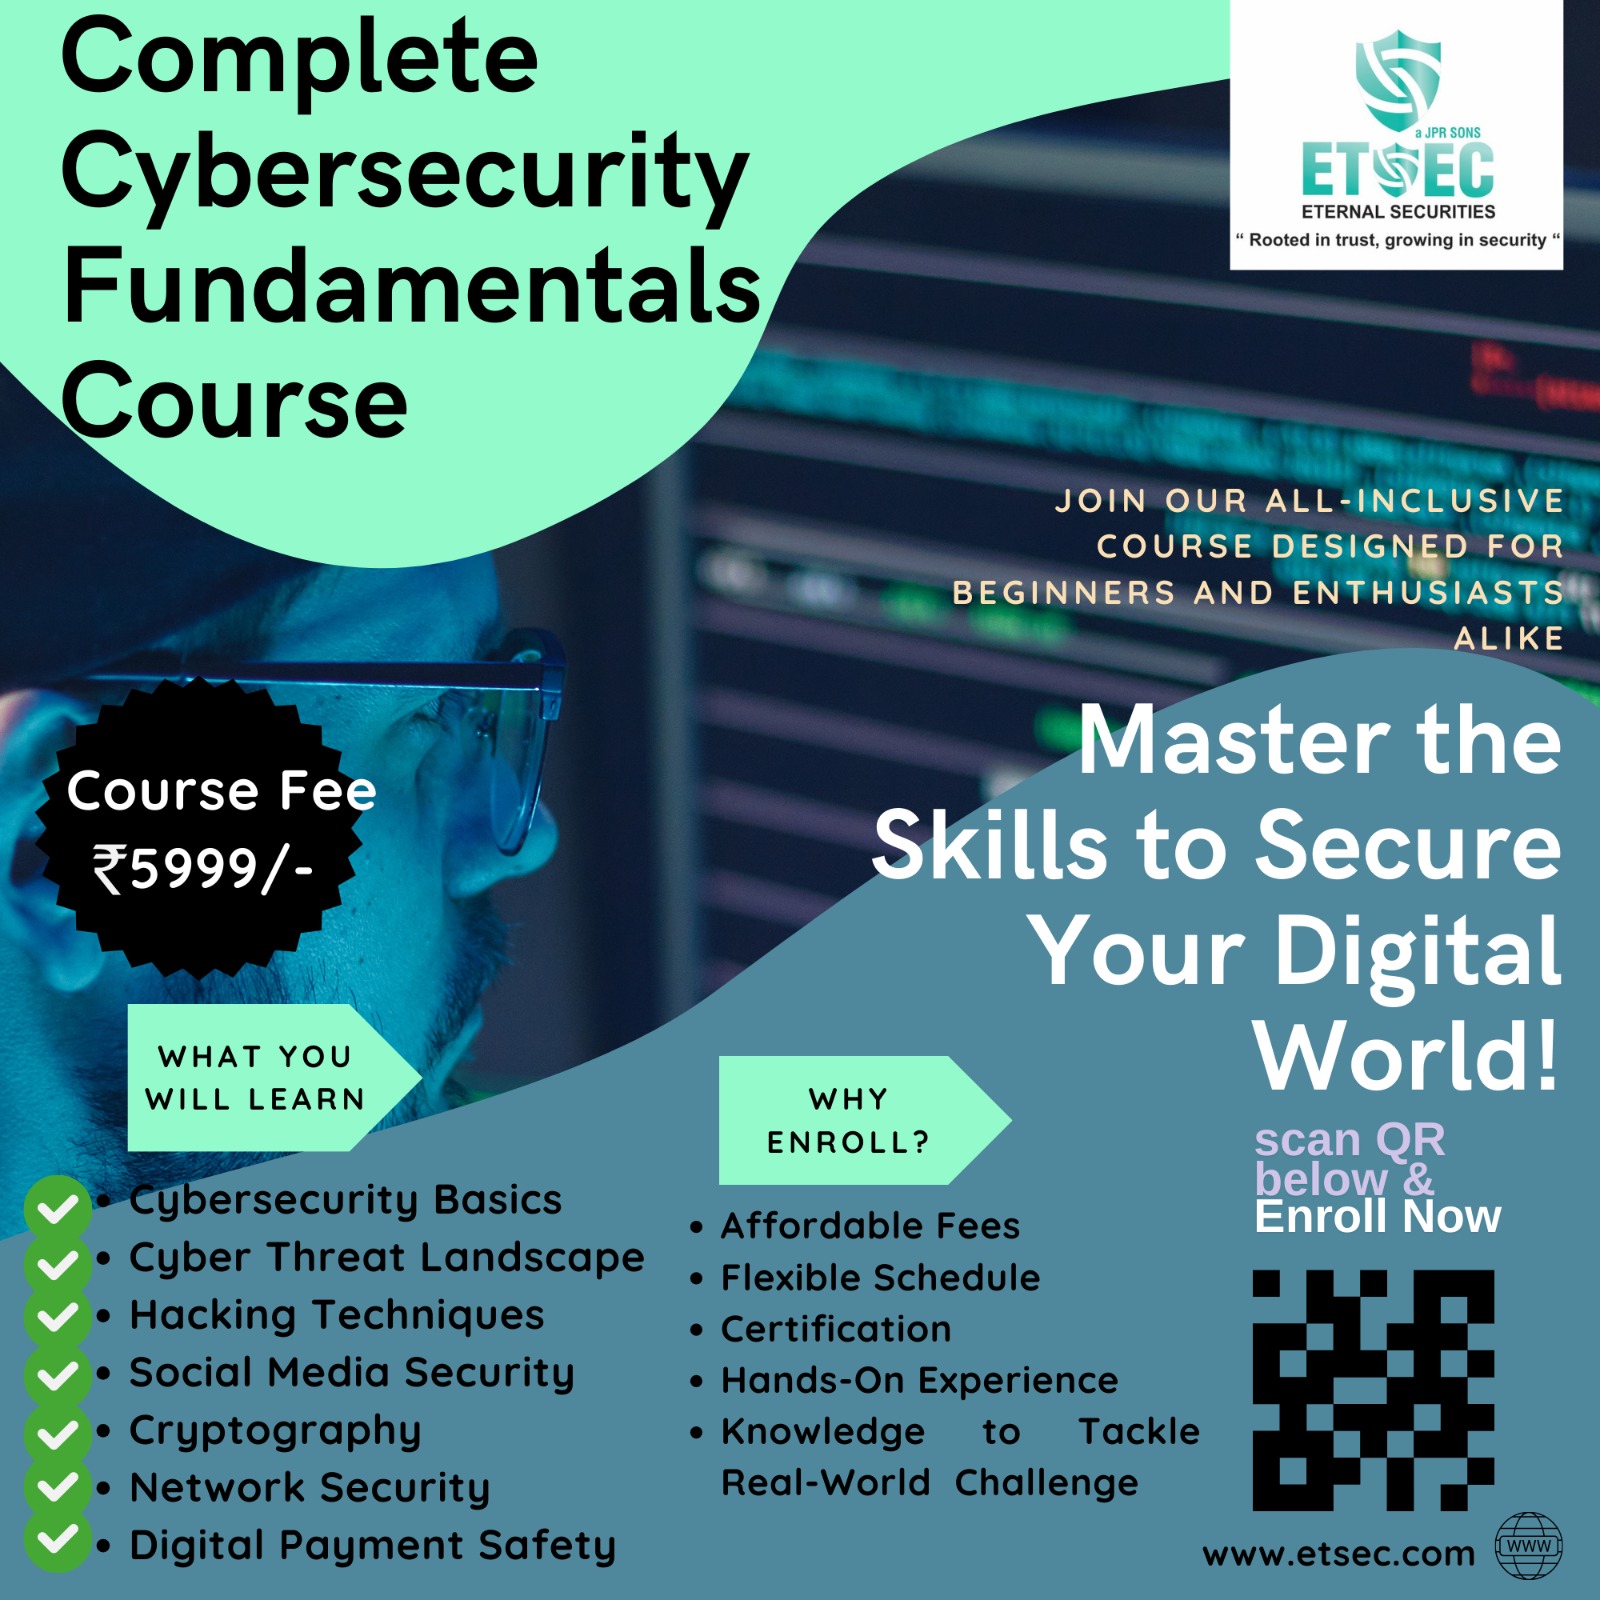 Complete
Cybersecurity
Fundamentals
Course
a JPR SONS
ETSEC
ETERNAL SECURITIES
“ Rooted in trust, growing in security “
JOIN OUR ALL-INCLUSIVE
COURSE DESIGNED FOR
BEGINNERS AND ENTHUSIASTS
ALIKE
Master the
Skills to Secure
Your Digital
World!
Course Fee
₹5999/-
WHAT YOU
WILL LEARN
• Cybersecurity Basics
• Cyber Threat Landscape
• Hacking Techniques
• Social Media Security
• Cryptography
• Network Security
• Digital Payment Safety
WHY
ENROLL?
• Affordable Fees
• Flexible Schedule
• Certification
• Hands-On Experience
• Knowledge to Tackle
Real-World Challenge
scan QR
below &
Enroll Now
www.etsec.com
WWW